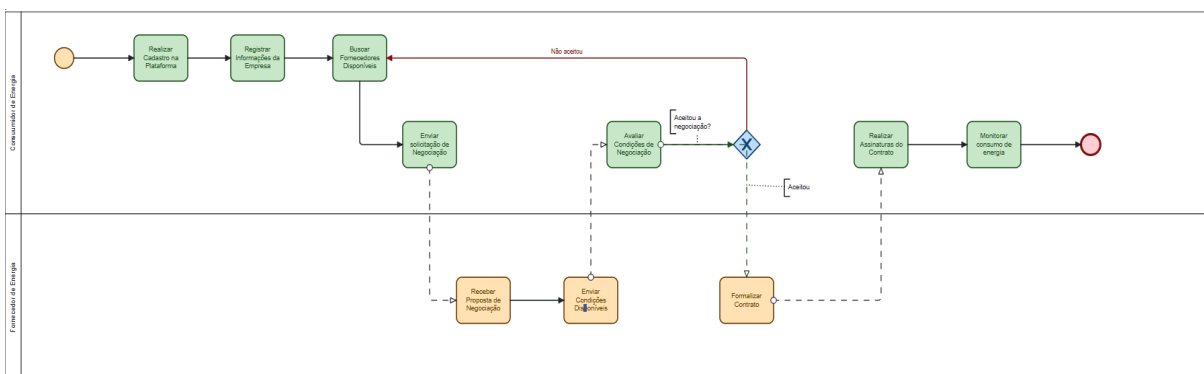 Consumidor de Energia
Realizar
Cadastro na
Plataforma
Registrar
Informações da
Empresa
Buscar
Fornecedores
Disponíveis
Não aceitou
Enviar
solicitação de
Negociação
Avaliar
Condições de
Negociação
Aceitou a
negociação?
X
Aceitou
Realizar
Assinaturas do
Contrato
Monitorar
consumo de
energia
Fornecedor de Energia
Receber
Proposta de
Negociação
Enviar
Condições
Disponíveis
Formalizar
Contrato